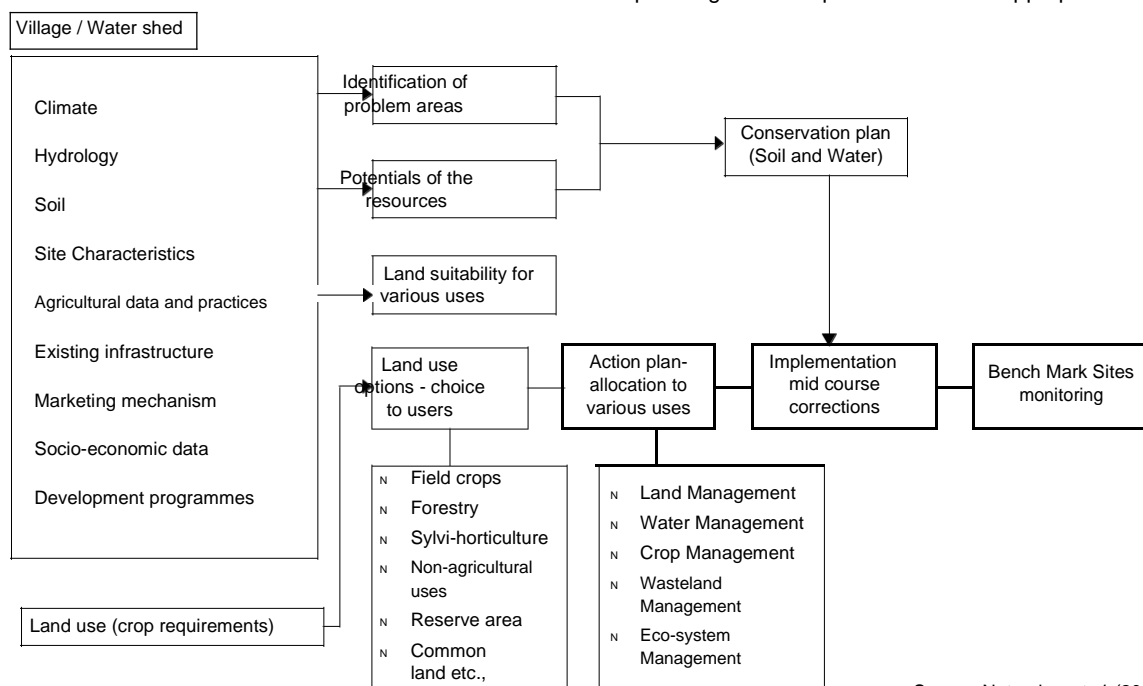 Village / Water shed
Climate
Hydrology
Soil
Site Characteristics
Agricultural data and practices
Existing infrastructure
Marketing mechanism
Socio-economic data
Development programmes
Land use (crop requirements)
Identification of
problem areas
Potentials of the
resources
Land suitability for
various uses
Land use
options - choice
to users
N Field crops
N Forestry
N Sylvi-horticulture
N Non-agricultural
uses
N Reserve area
N Common
land etc.,
Conservation plan
(Soil and Water)
Action plan-
allocation to
various uses
N Land Management
N Water Management
N Crop Management
N Wasteland
Management
N Eco-system
Management
Implementation
mid course
corrections
Bench Mark Sites
monitoring